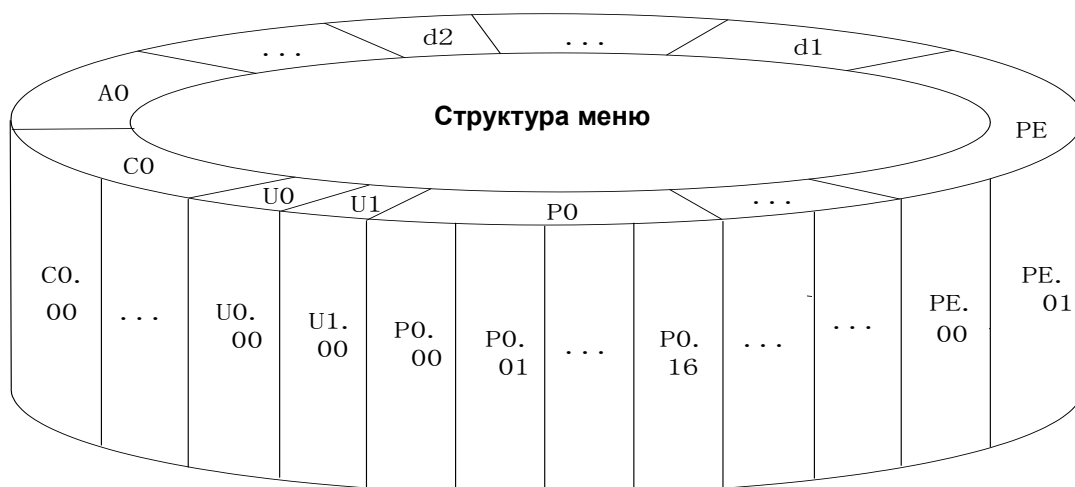 ... d2 ... d1
A0
Структура меню
PE
C0
U0 U1 P0 ...
C0.
00
...
U0.
00
U1.
00
P0.
00
P0.
01
...
P0.
16
...
...
PE.
00
PE.
01